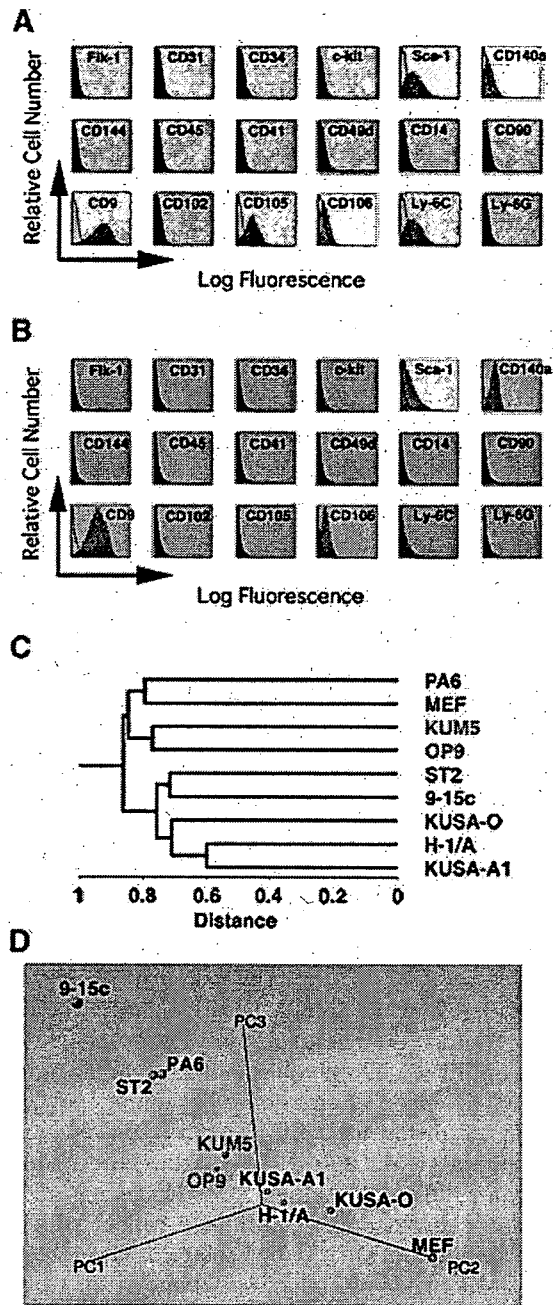 A
Flk-1 CD31 CD34 c-kit Sca-1 CD140a
CD144 CD45 CD41 CD49d CD14 CD90
CD9 CD102 CD105 CD106 Ly-6C Ly-6G
Relative Cell Number
Log Fluorescence
B
Flk-1 CD31 CD34 c-kit Sca-1 CD140a
CD144 CD45 CD41 CD49d CD14 CD90
CD9 CD102 CD105 CD106 Ly-6C Ly-6G
Relative Cell Number
Log Fluorescence
C
PA6
MEF
KUM5
OP9
ST2
9-15c
KUSA-O
H-1/A
KUSA-A1
1 0.8 0.6 0.4 0.2 0
Distance
D
9-15c
PC3
PA6
ST2
KUM5
OP9
KUSA-A1
KUSA-O
H-1/A
MEF
PC1
PC2